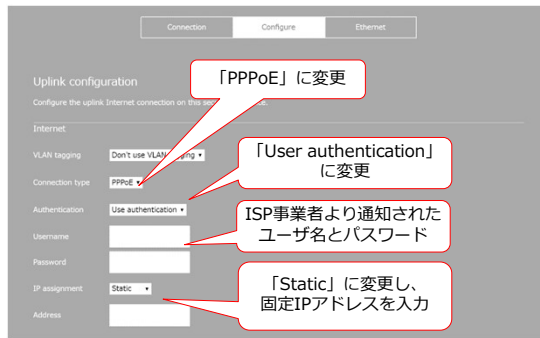 Connection
Configure
Ethernet
Uplink configuration
「PPPoE」に変更
Configure the uplink Internet connection on this
Internet
VLAN tagging
Don't use VLAN tagging
「User authentication」
に変更
Connection type
PPPoE
Authentication
Use authentication
ISP事業者より通知された
ユーザ名とパスワード
Username
Password
「Static」に変更し、
固定IPアドレスを入力
IP assignment
Static
Address